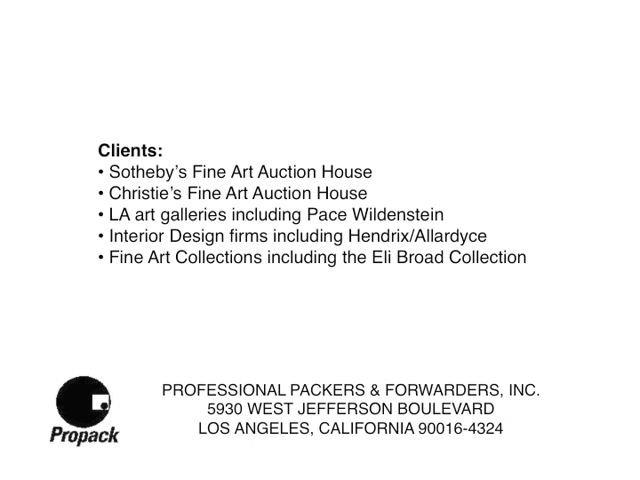 Clients:
• Sotheby's Fine Art Auction House
• Christie's Fine Art Auction House
• LA art galleries including Pace Wildenstein
• Interior Design firms including Hendrix/Allardyce
• Fine Art Collections including the Eli Broad Collection
Propack
PROFESSIONAL PACKERS & FORWARDERS, INC.
5930 WEST JEFFERSON BOULEVARD
LOS ANGELES, CALIFORNIA 90016-4324